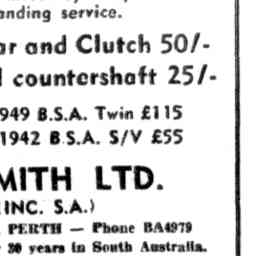 anding service.
or and Clutch 50/-
countershaft 25/-
949 B.S.A. Twin £115
1942 B.S.A. S/V £55
MITH LTD.
INC. S.A.)
PERTH — Phone BA4979
30 years in South Australia.